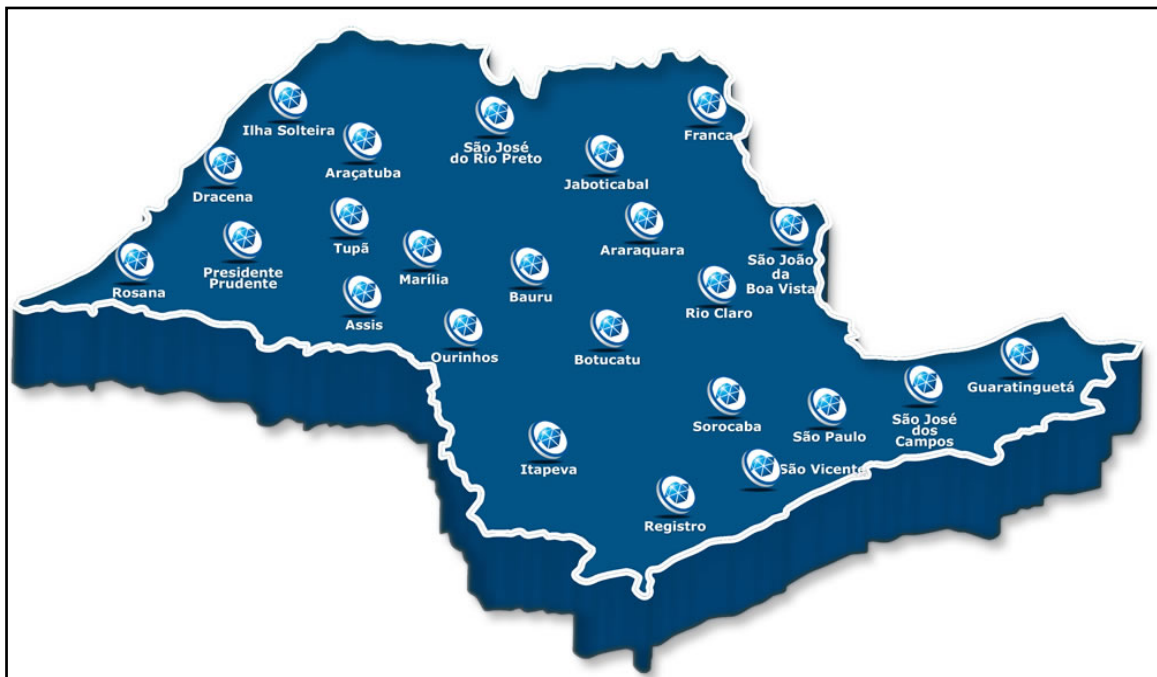 Ilha Solteira
São José
do Rio Preto
Franca
Araçatuba
Jaboticabal
Dracena
Tupã
Araraquara
São João
da
Boa Vista
Presidente
Prudente
Marília
Rosana
Bauru
Rio Claro
Assis
Ourinhos
Botucatu
Guaratinguetá
Sorocaba
São Paulo
São José
dos
Campos
Itapeva
São Vicente
Registro